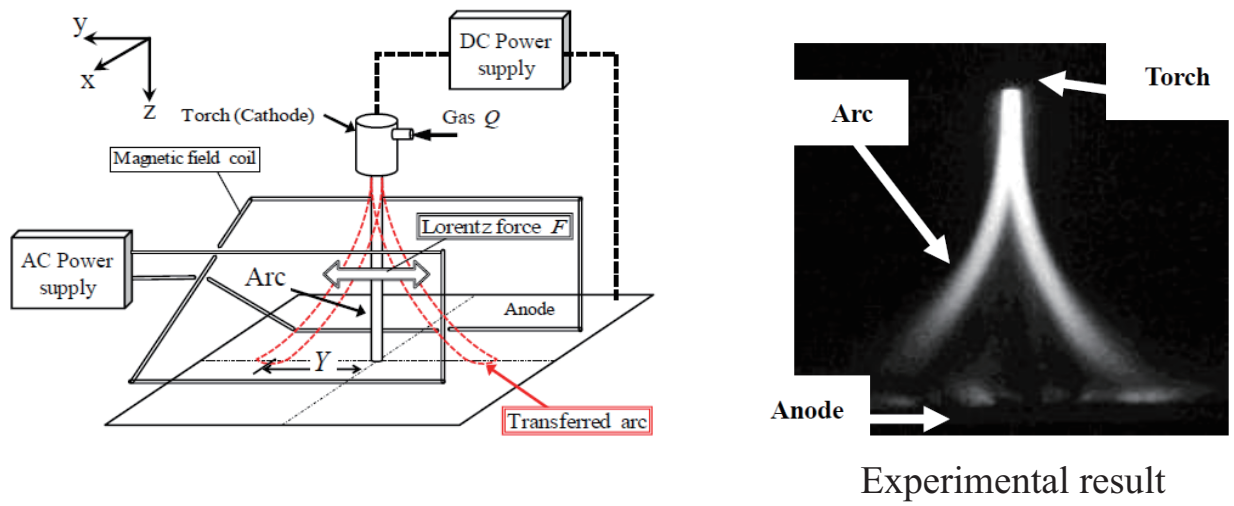 y
x
z
DC Power
supply
Torch (Cathode)
Gas Q
Magnetic field coil
Lorentz force F
AC Power
supply
Arc
Anode
Y
Transferred arc
Torch
Arc
Anode
Experimental result